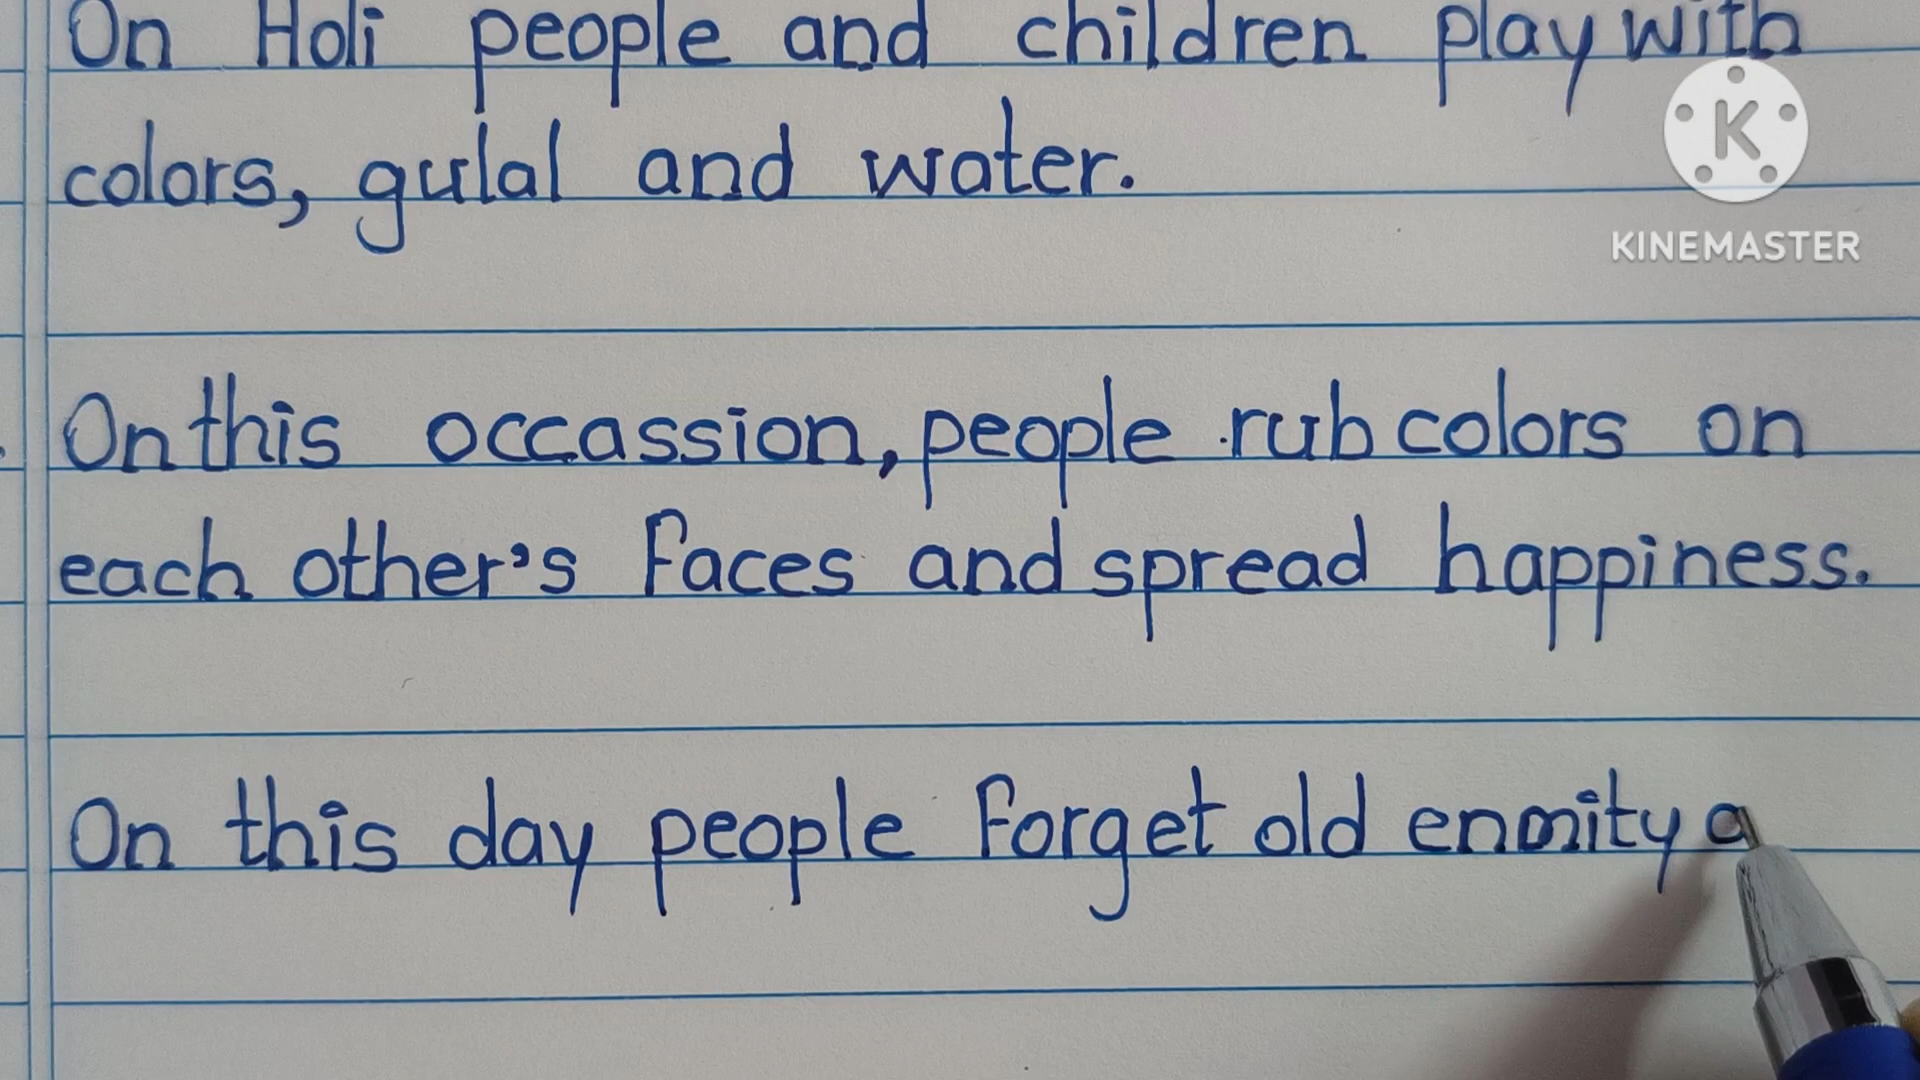 On Holi people and children play with
colors, gulal and water.
KINEMASTER
On this occassion, people rub colors on
each other's faces and spread happiness.
On this day people forget old enmity a